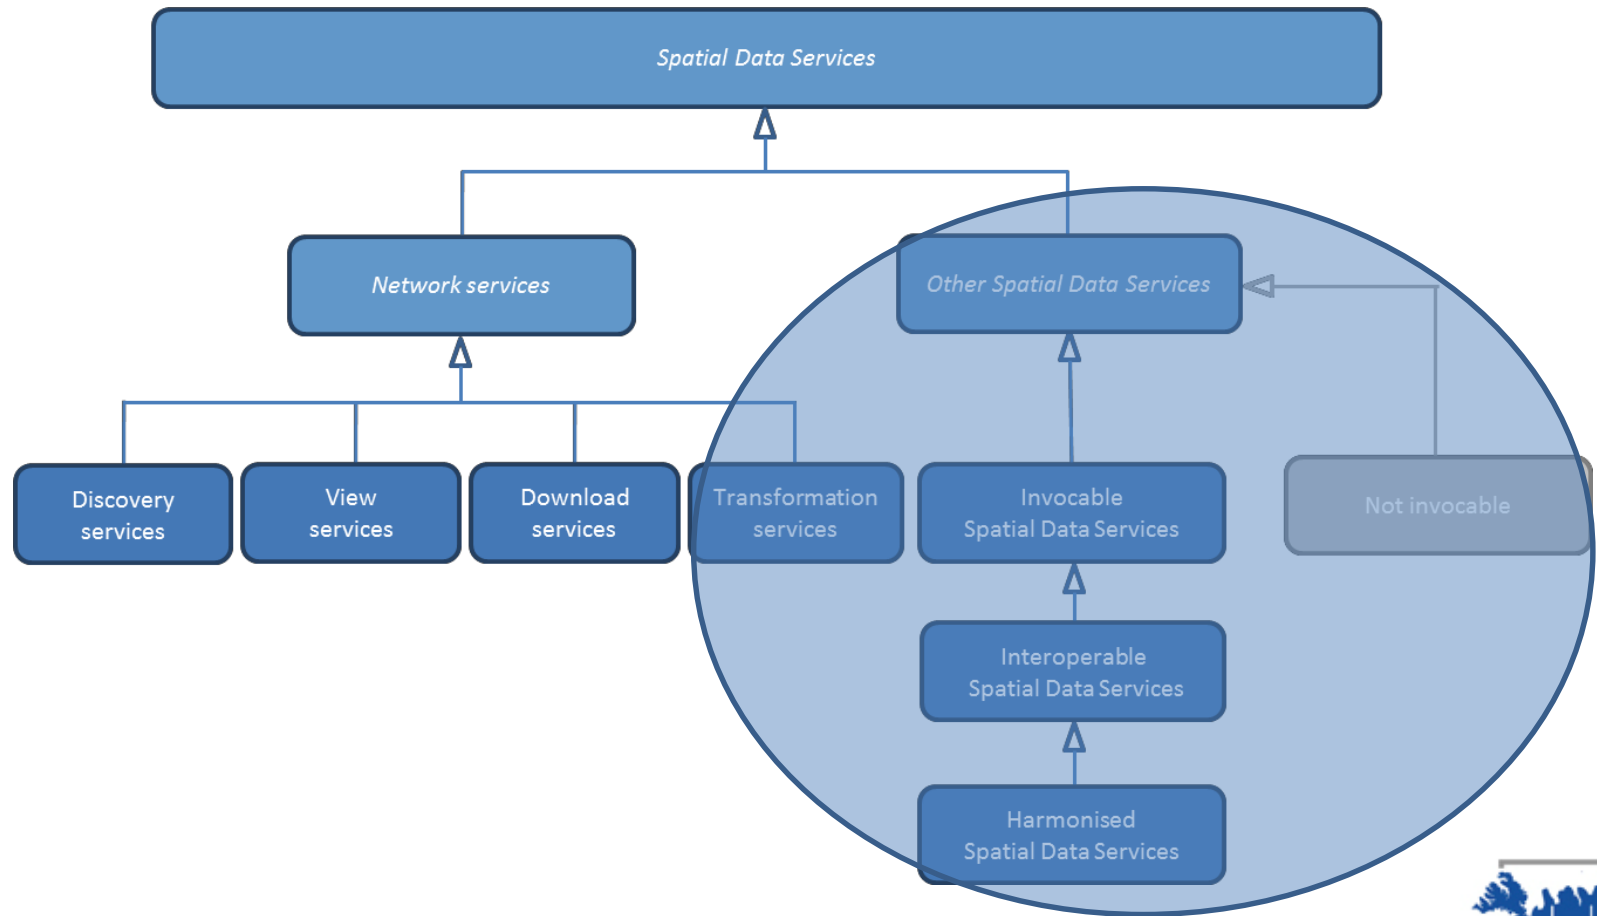 Spatial Data Services
Network services
Other Spatial Data Services
Discovery
services
View
services
Download
services
Transformation
services
Invocable
Spatial Data Services
Not invocable
Interoperable
Spatial Data Services
Harmonised
Spatial Data Services